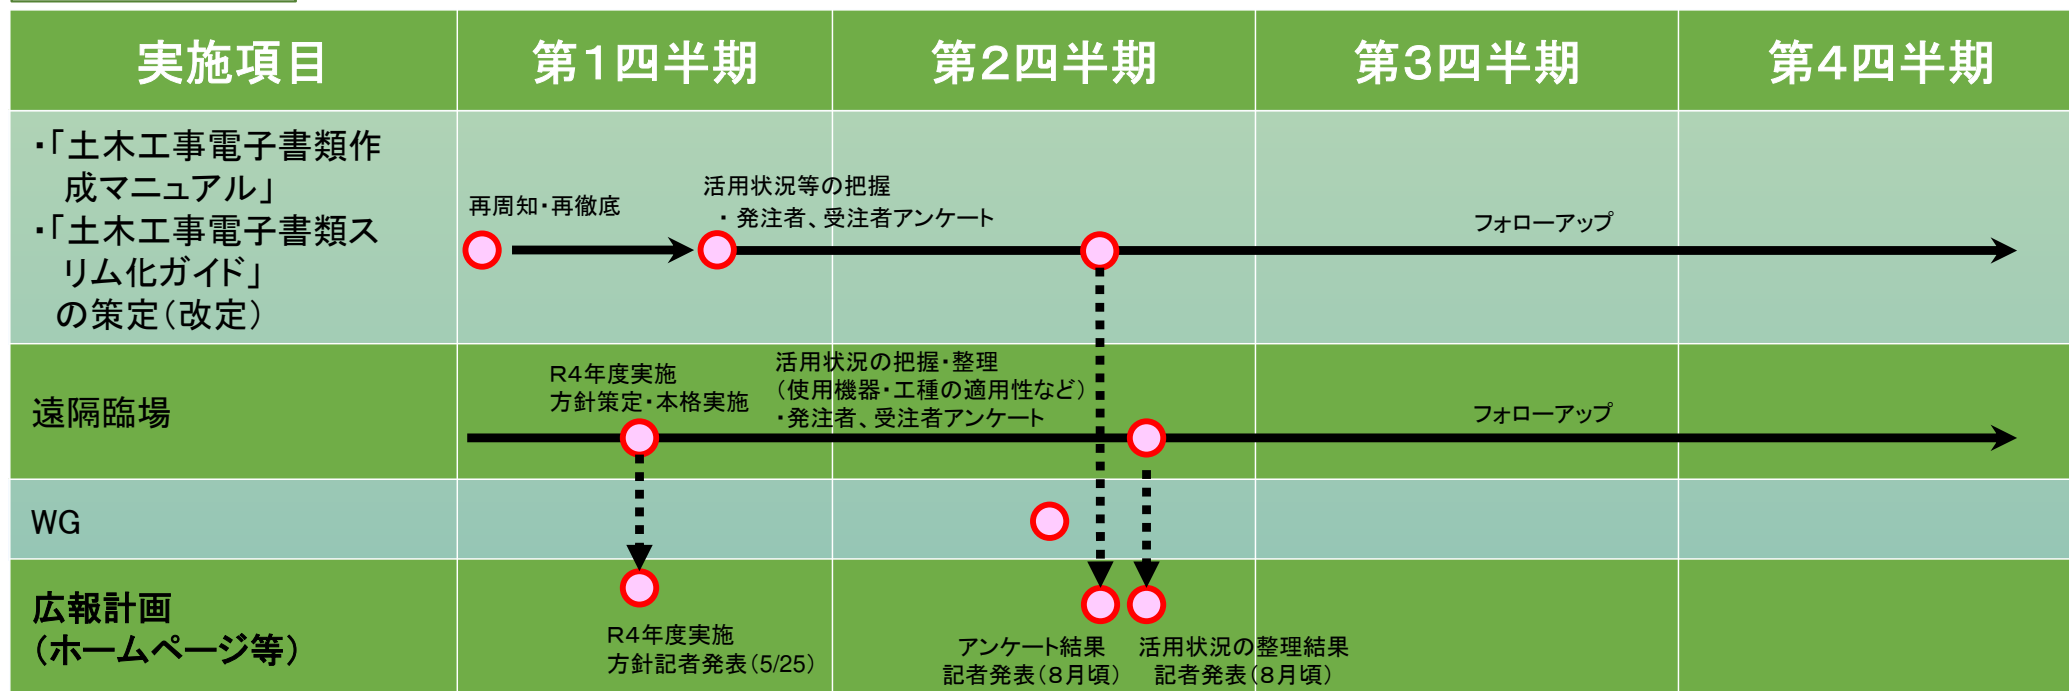 実施項目
第1四半期
第2四半期
第3四半期
第4四半期
・「土木工事電子書類作
成マニュアル」
・「土木工事電子書類ス
リム化ガイド」
の策定（改定）
再周知・再徹底
活用状況等の把握
・ 発注者、受注者アンケート
フォローアップ
遠隔臨場
R4年度実施
方針策定・本格実施
活用状況の把握・整理
（使用機器・工種の適用性など）
・発注者、受注者アンケート
フォローアップ
WG
広報計画
（ホームページ等）
R4年度実施
方針記者発表（5/25）
アンケート結果
記者発表（８月頃）
活用状況の整理結果
記者発表（８月頃）